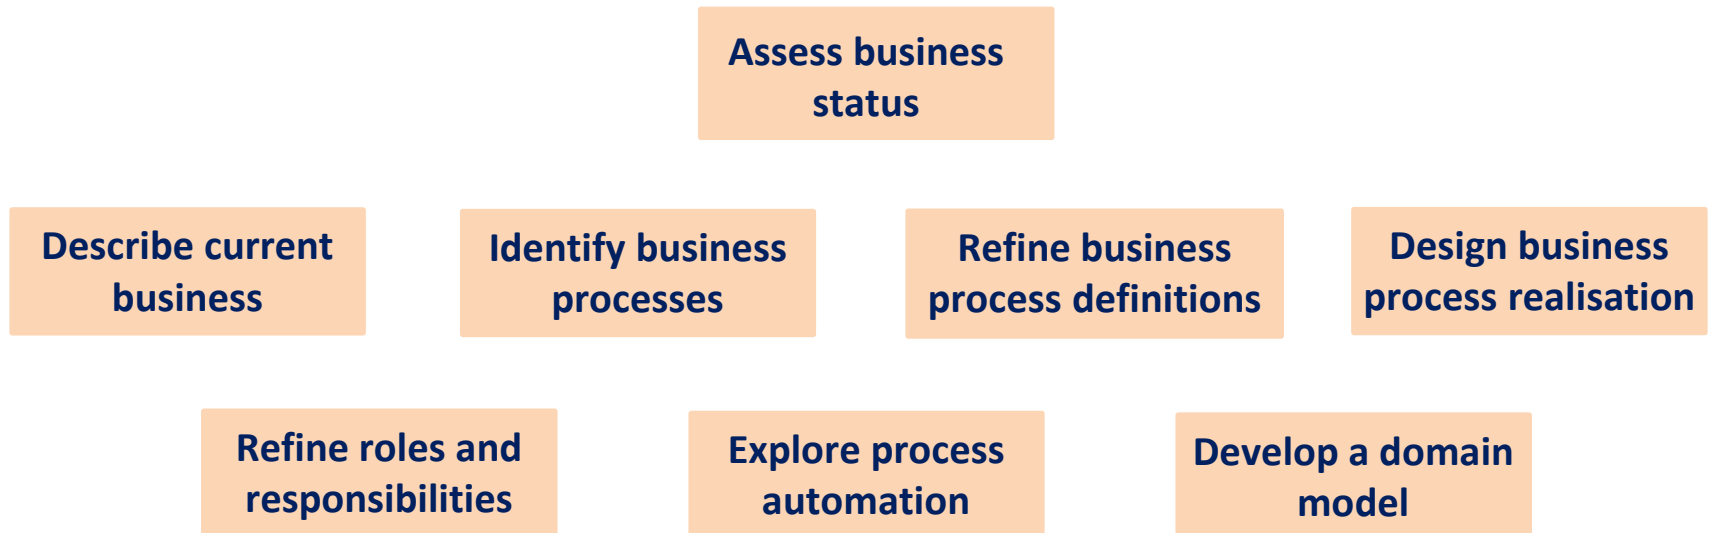 Assess business
status
Describe current
business
Identify business
processes
Refine business
process definitions
Design business
process realisation
Refine roles and
responsibilities
Explore process
automation
Develop a domain
model